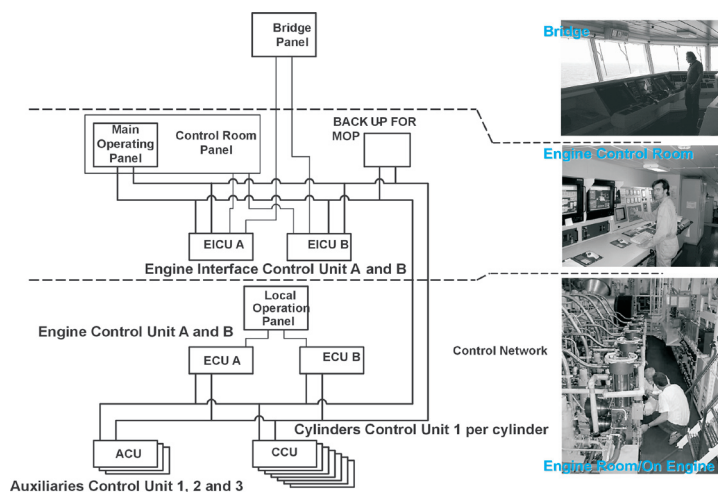 Bridge
Panel
Bridge
Main
Operating
Panel
Control Room
Panel
BACK UP FOR
MOP
Engine Control Room
EICU A
EICU B
Engine Interface Control Unit A and B
Local
Operation
Panel
Engine Control Unit A and B
ECU A
ECU B
Control Network
Cylinders Control Unit 1 per cylinder
ACU
CCU
Engine Room/On Engine
Auxiliaries Control Unit 1, 2 and 3